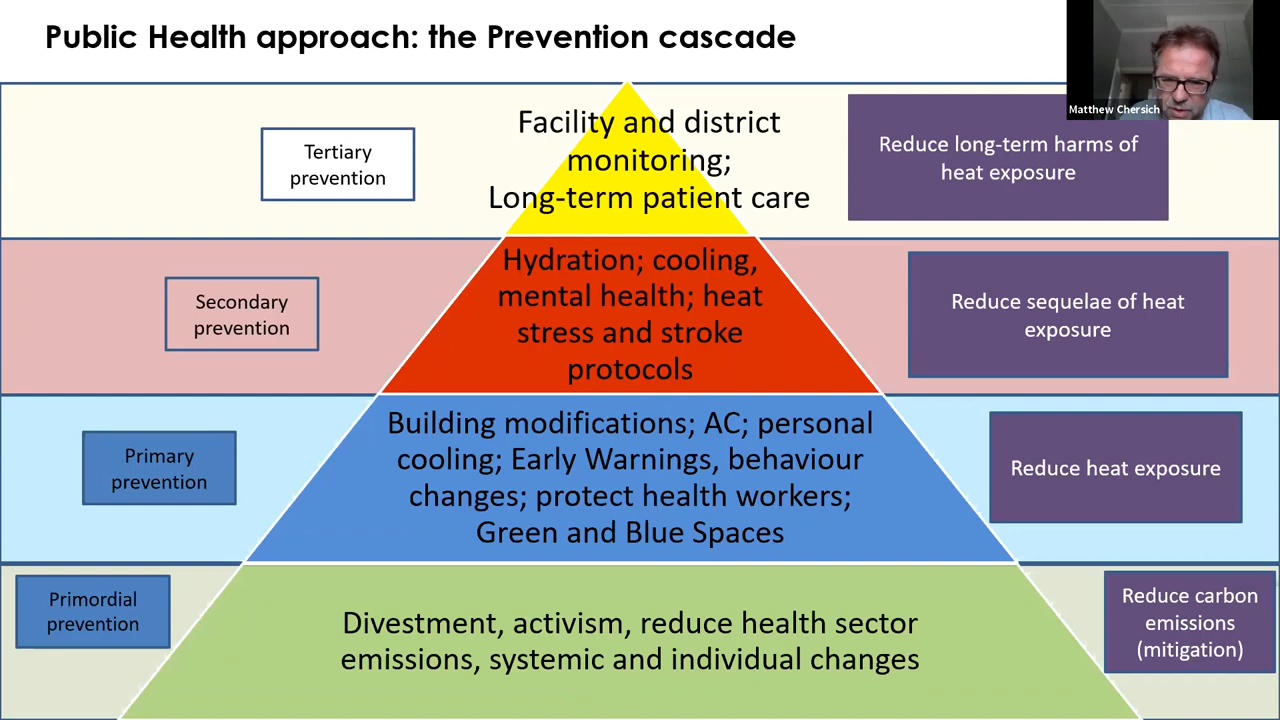 Public Health approach: the Prevention cascade
Matthew Chersich
Tertiary
prevention
Facility and district
monitoring;
Long-term patient care
Reduce long-term harms of
heat exposure
Secondary
prevention
Hydration; cooling,
mental health; heat
stress and stroke
protocols
Reduce sequelae of heat
exposure
Primary
prevention
Building modifications; AC; personal
cooling; Early Warnings, behaviour
changes; protect health workers;
Green and Blue Spaces
Reduce heat exposure
Primordial
prevention
Divestment, activism, reduce health sector
emissions, systemic and individual changes
Reduce carbon
emissions
(mitigation)